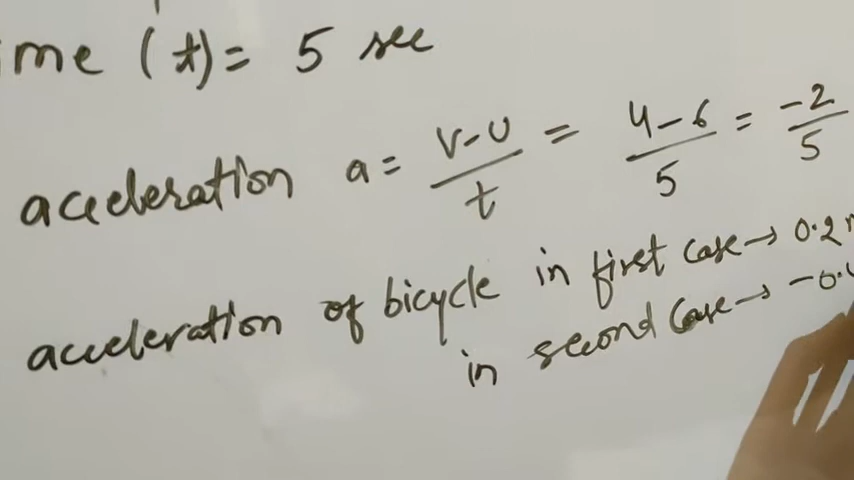 ime (t) = 5 sec
acceleration a = v-u/t = 4-6/5 = -2/5
acceleration of bicycle in first case → 0.2
in second case → -0.